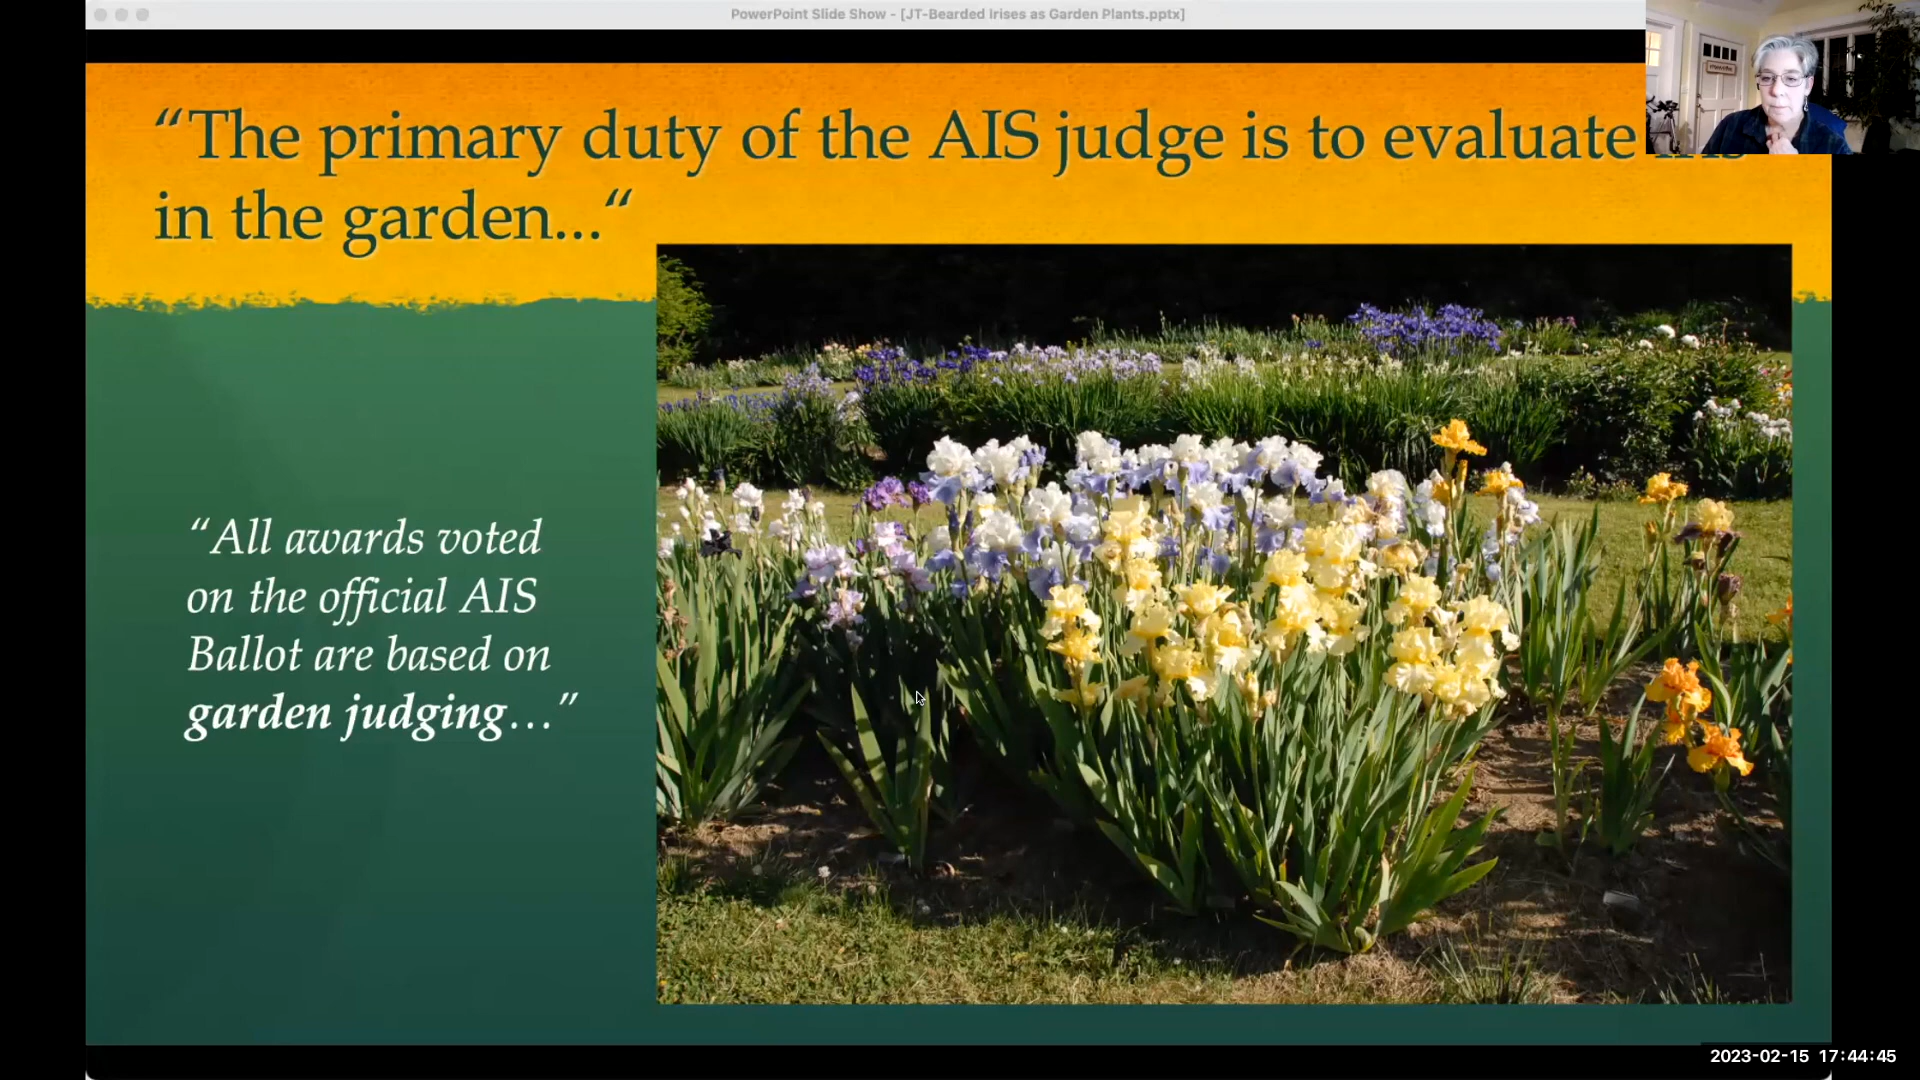 PowerPoint Slide Show - [JT-Bearded Irises as Garden Plants.pptx]
“The primary duty of the AIS judge is to evaluate
in the garden...“
“All awards voted
on the official AIS
Ballot are based on
garden judging…”
2023-02-15 17:44:45